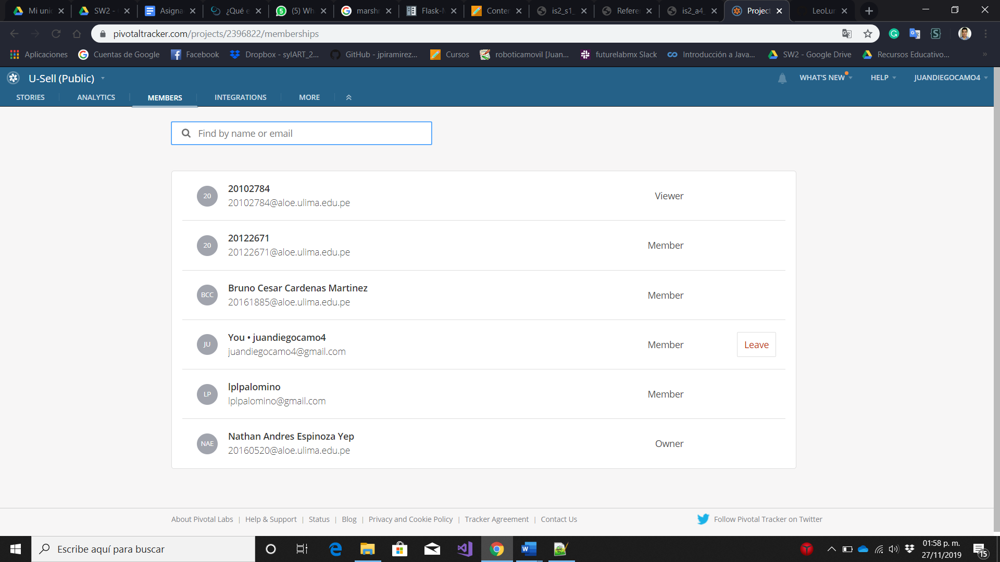 Mi unic
SW2 -
Asigna
¿Qué e
(5) Wh
marshr
Flask-M
Conter
is2_s1_
Refere
is2_a4_
Project
LeoLur
pivotaltracker.com/projects/2396822/memberships
Aplicaciones
Cuentas de Google
Facebook
Dropbox - sylART_2...
GitHub - jpiramirez...
Cursos
roboticamovil [Juan...
futurelabmx Slack
Introducción a Java...
SW2 - Google Drive
Recursos Educativo...
U-Sell (Public)
WHAT'S NEW
HELP
JUANDIEGOCAMO4
STORIES
ANALYTICS
MEMBERS
INTEGRATIONS
MORE
Find by name or email
20
20102784
20102784@aloe.ulima.edu.pe
Viewer
20
20122671
20122671@aloe.ulima.edu.pe
Member
BCC
Bruno Cesar Cardenas Martinez
20161885@aloe.ulima.edu.pe
Member
JU
You • juandiegocamo4
juandiegocamo4@gmail.com
Member
Leave
LP
lplpalomino
lplpalomino@gmail.com
Member
NAE
Nathan Andres Espinoza Yep
20160520@aloe.ulima.edu.pe
Owner
About Pivotal Labs | Help & Support | Status | Blog | Privacy and Cookie Policy | Tracker Agreement | Contact Us
Follow Pivotal Tracker on Twitter
Escribe aquí para buscar
01:58 p. m.
27/11/2019
15